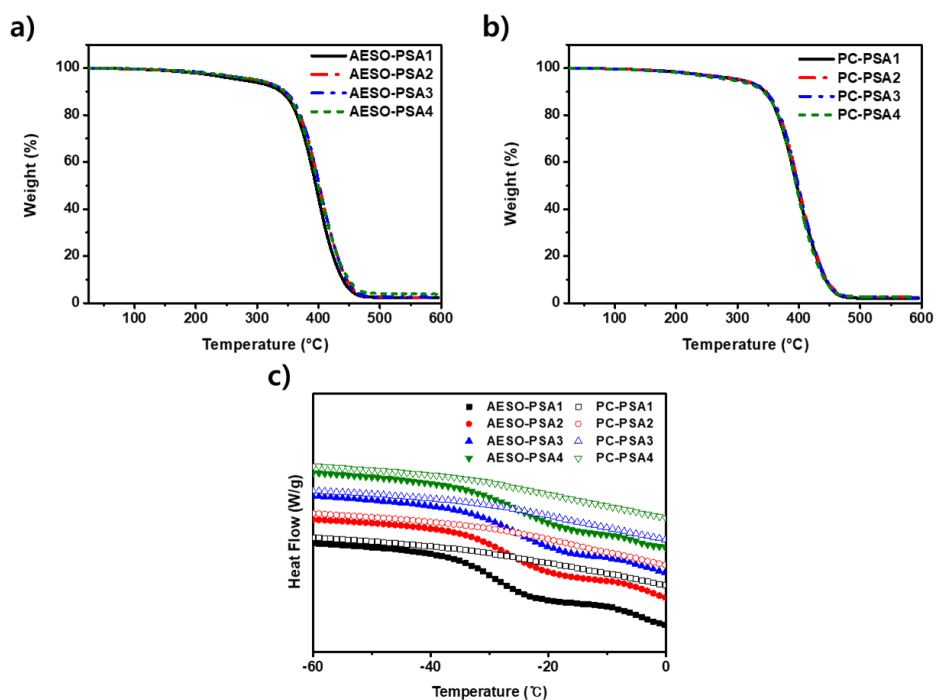 a)
AESO-PSA1
AESO-PSA2
AESO-PSA3
AESO-PSA4
100
80
60
40
20
0
Weight (%)
100 200 300 400 500 600
Temperature (°C)
b)
PC-PSA1
PC-PSA2
PC-PSA3
PC-PSA4
100
80
60
40
20
0
Weight (%)
100 200 300 400 500 600
Temperature (°C)
c)
AESO-PSA1 PC-PSA1
AESO-PSA2 PC-PSA2
AESO-PSA3 PC-PSA3
AESO-PSA4 PC-PSA4
Heat Flow (W/g)
-60 -40 -20 0
Temperature (℃)